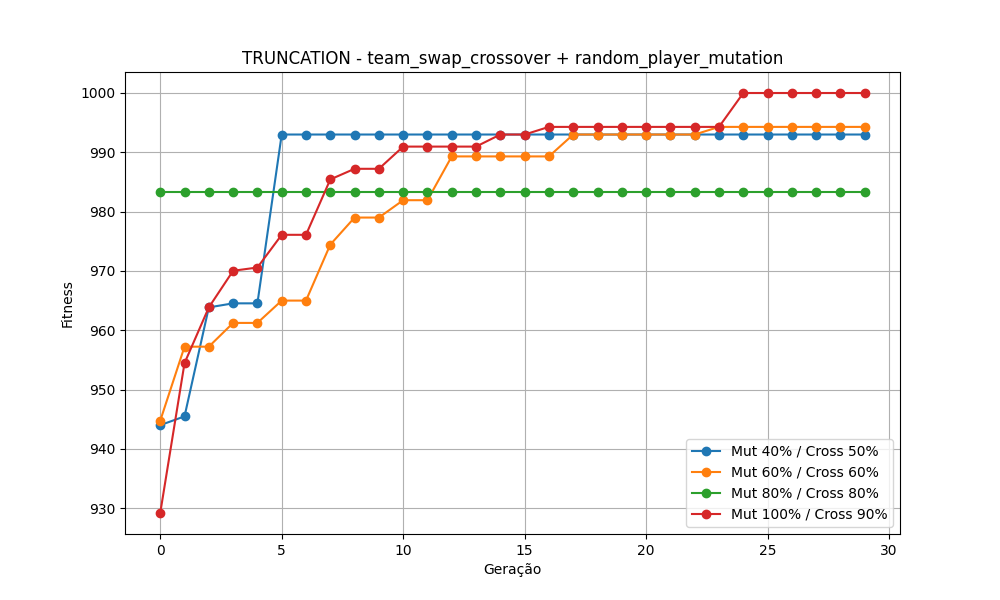 TRUNCATION - team_swap_crossover + random_player_mutation
1000
990
980
970
960
950
940
930
Fitness
0 5 10 15 20 25 30
Geração
Mut 40% / Cross 50%
Mut 60% / Cross 60%
Mut 80% / Cross 80%
Mut 100% / Cross 90%